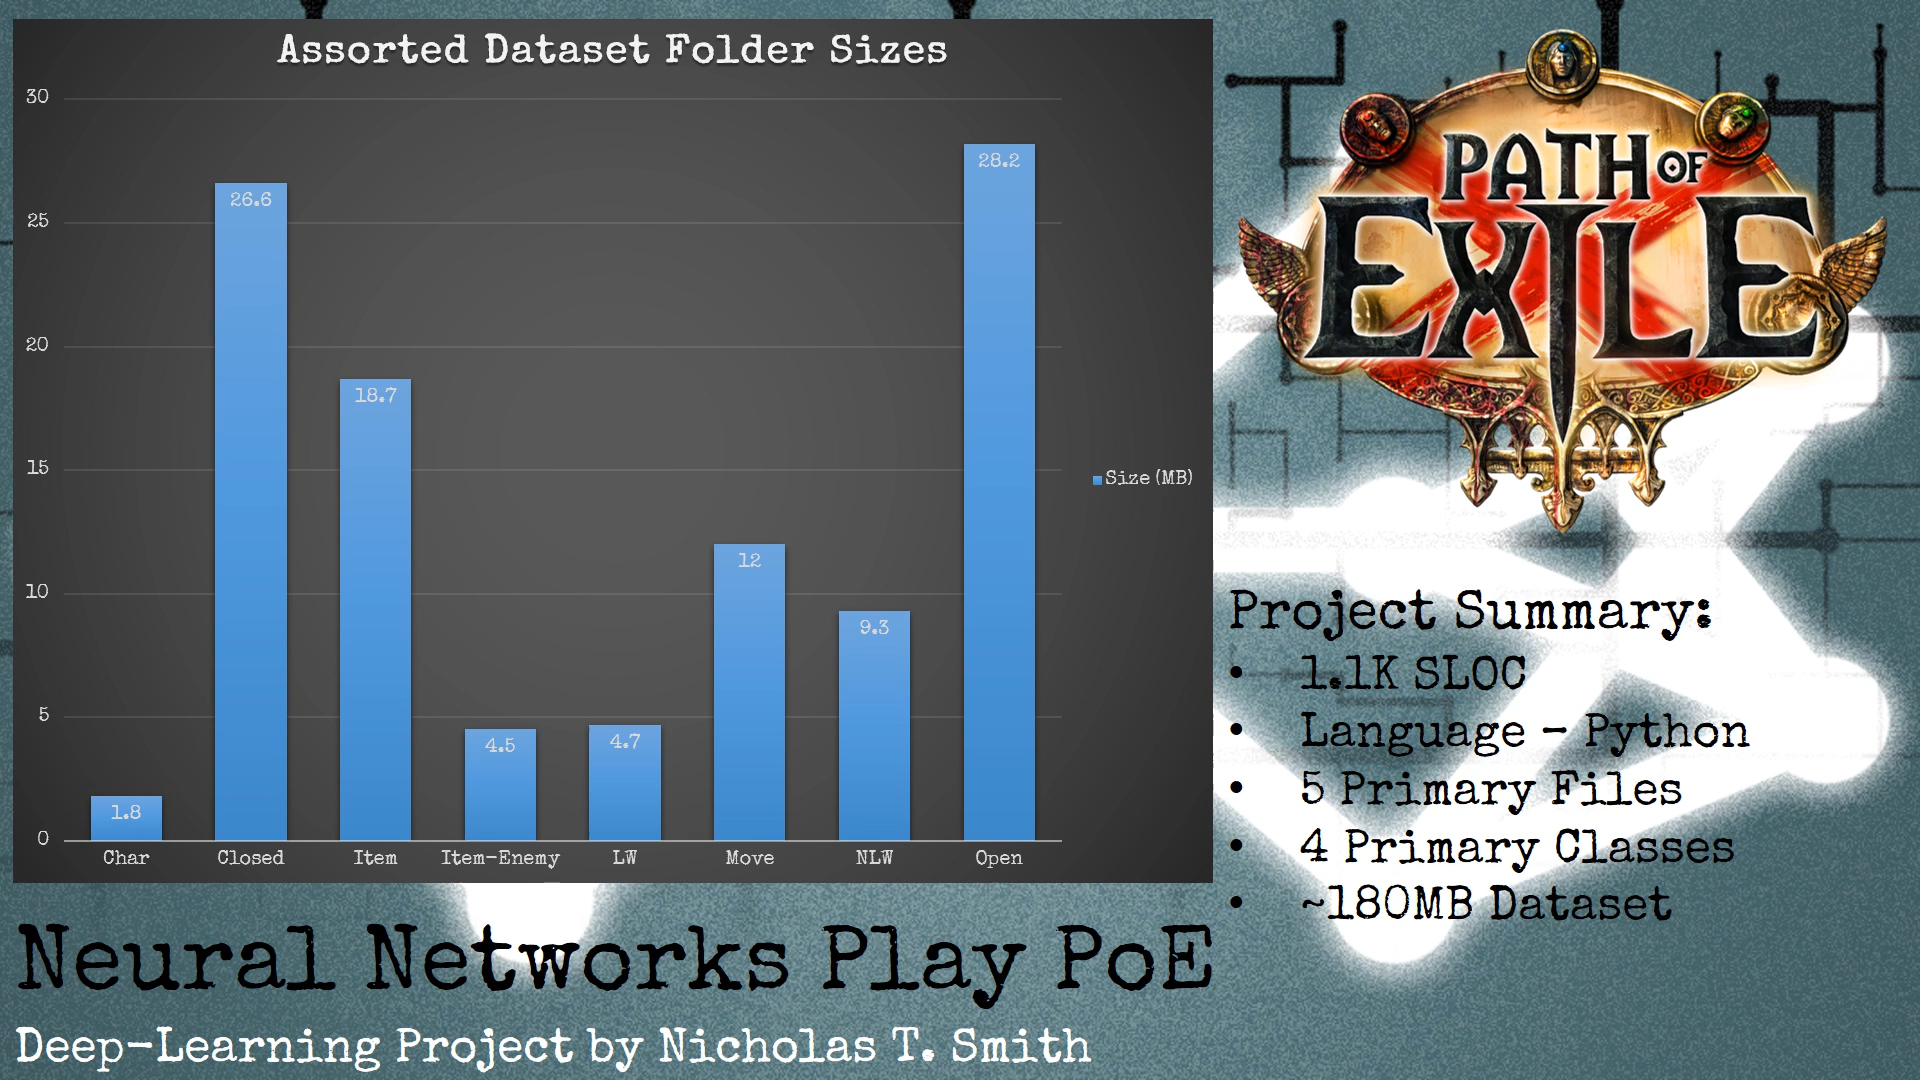 Assorted Dataset Folder Sizes
30
25
20
15
10
5
0
1.8
26.6
18.7
4.5
4.7
12
9.3
28.2
Char Closed Item Item-Enemy LW Move NLW Open
Size (MB)
PATH OF
EXILE
Project Summary:
• 1.1K SLOC
• Language - Python
• 5 Primary Files
• 4 Primary Classes
• ~180MB Dataset
Neural Networks Play PoE
Deep-Learning Project by Nicholas T. Smith